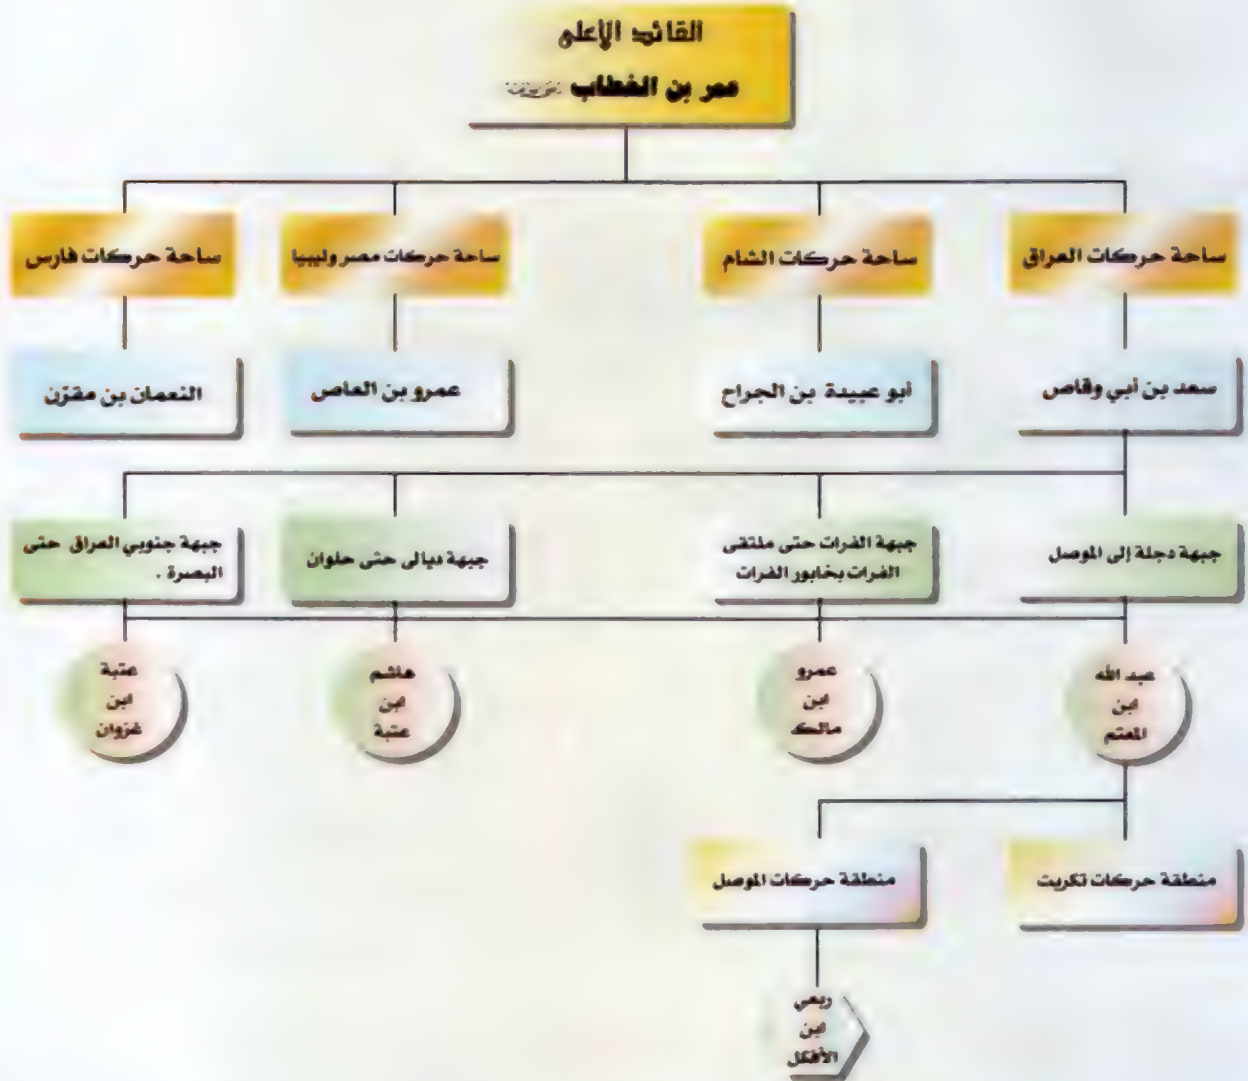 القائد الأعلى
عمر بن الخطاب
ساحة حركات العراق
ساحة حركات الشام
ساحة حركات مصر وليبيا
ساحة حركات فارس
سعد بن أبي وقاص
أبو عبيدة بن الجراح
عمرو بن العاص
النعمان بن مقرّن
جبهة دجلة إلى الموصل
جبهة الفرات حتى ملتقى
الفرات بخابور الفرات
جبهة ديالى حتى حلوان
جبهة جنوبي العراق حتى
البصرة .
عبد الله
ابن
المعتم
عمرو
ابن
مالك
هاشم
ابن
عتبة
عتبة
ابن
غزوان
منطقة حركات تكريت
منطقة حركات الموصل
ربعي
ابن
الأفكل